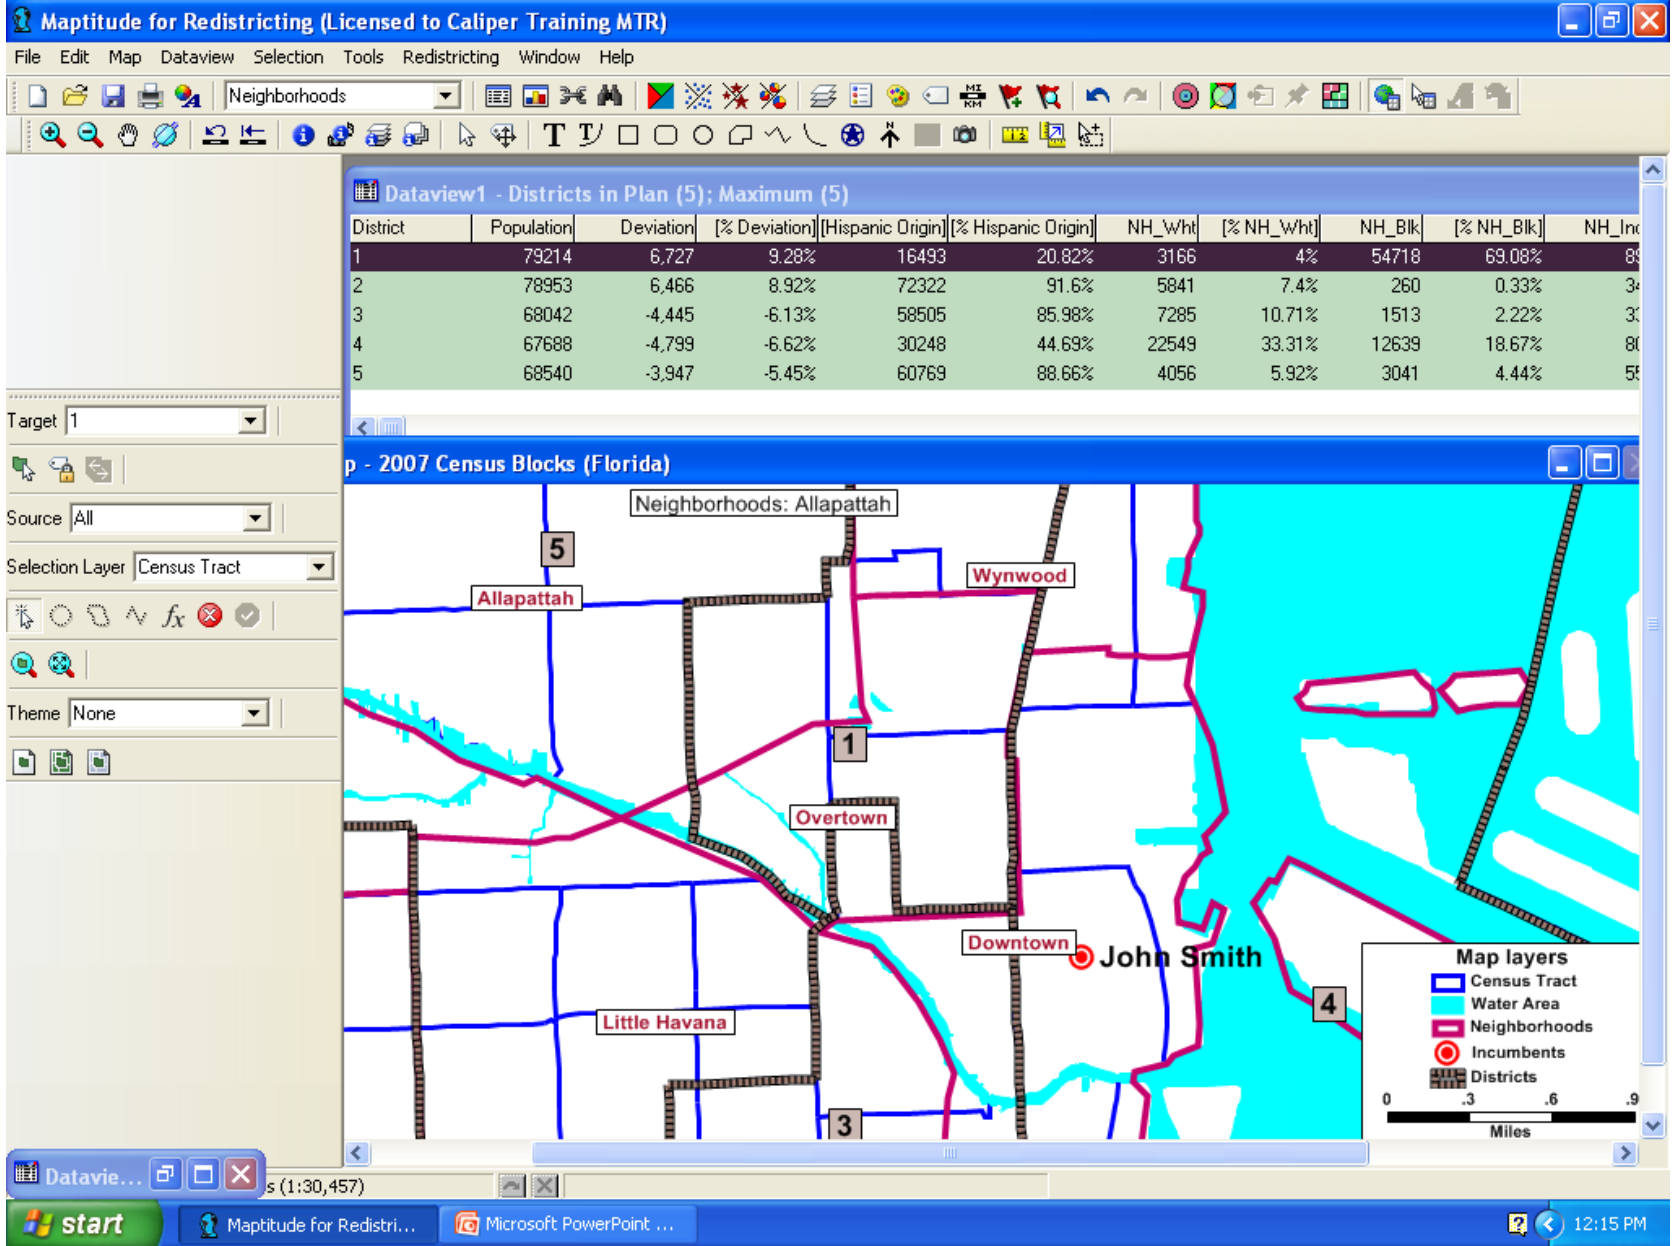 Maptitude for Redistricting (Licensed to Caliper Training MTR)
File Edit Map Dataview Selection Tools Redistricting Window Help
Neighborhoods
MI
KM
Dataview1 - Districts in Plan (5); Maximum (5)
District Population Deviation [% Deviation] [Hispanic Origin] [% Hispanic Origin] NH_Wht [% NH_Wht] NH_Blk [% NH_Blk] NH_Ind
1 79214 6,727 9.28% 16493 20.82% 3166 4% 54718 69.08%
2 78953 6,466 8.92% 72322 91.6% 5841 7.4% 260 0.33%
3 68042 -4,445 -6.13% 58505 85.98% 7285 10.71% 1513 2.22%
4 67688 -4,799 -6.62% 30248 44.69% 22549 33.31% 12639 18.67%
5 68540 -3,947 -5.45% 60769 88.66% 4056 5.92% 3041 4.44%
Target 1
Source All
Selection Layer Census Tract
fx
Theme None
p - 2007 Census Blocks (Florida)
Neighborhoods: Allapattah
5
Wynwood
Allapattah
1
Overtown
Downtown
John Smith
4
Little Havana
3
Map layers
Census Tract
Water Area
Neighborhoods
Incumbents
Districts
0 .3 .6 .9
Miles
Datavie...
s (1:30,457)
start
Maptitude for Redistri...
Microsoft PowerPoint ...
12:15 PM